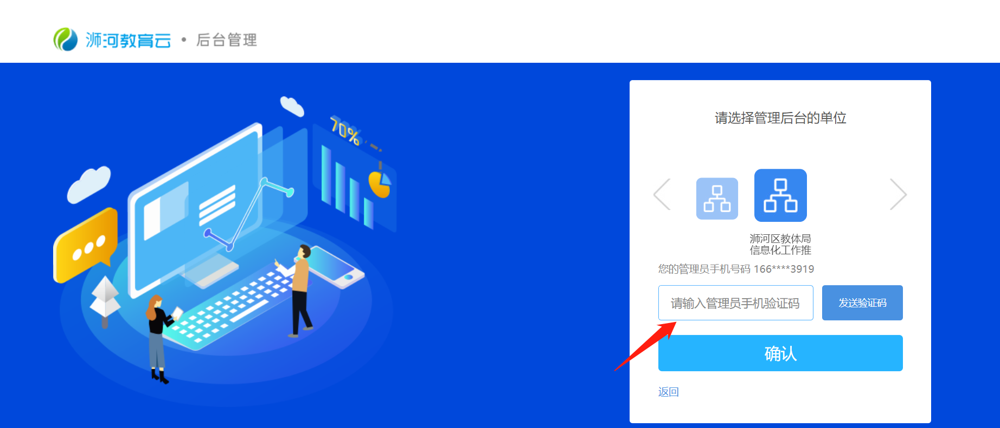 浉河教育云 • 后台管理
70%
请选择管理后台的单位
浉河区教体局
信息化工作推
您的管理员手机号码 166****3919
请输入管理员手机验证码
发送验证码
确认
返回